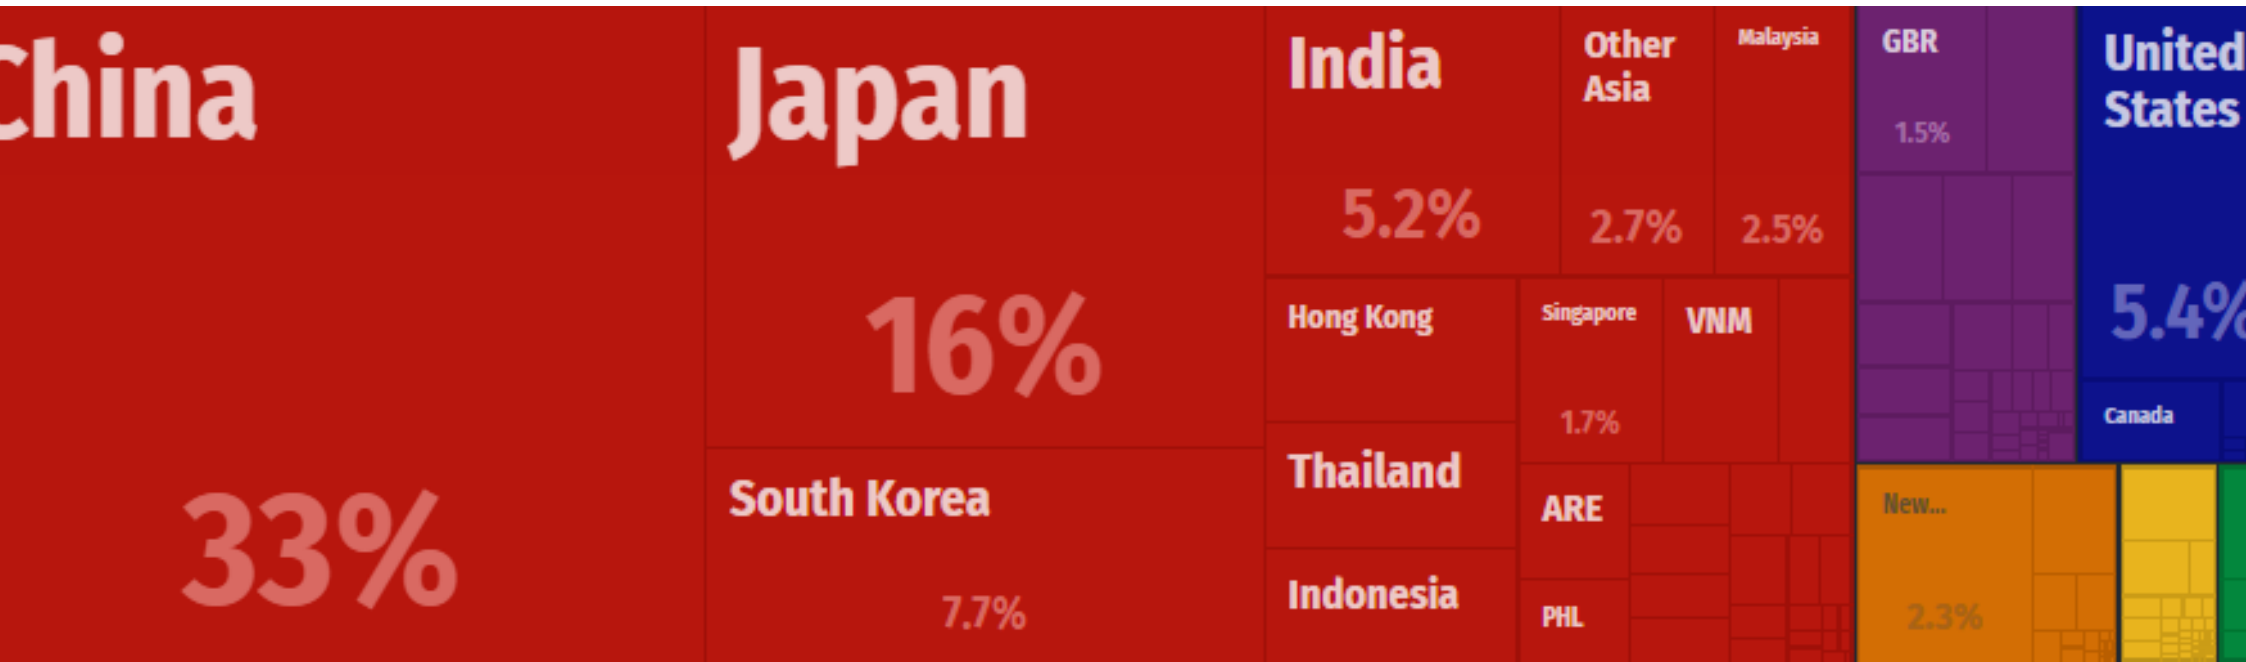 China
33%
Japan
16%
South Korea
7.7%
India
5.2%
Other
Asia
2.7%
Malaysia
2.5%
Hong Kong
Thailand
Indonesia
Singapore
1.7%
VNM
ARE
PHL
GBR
1.5%
United
States
5.4%
Canada
New...
2.3%